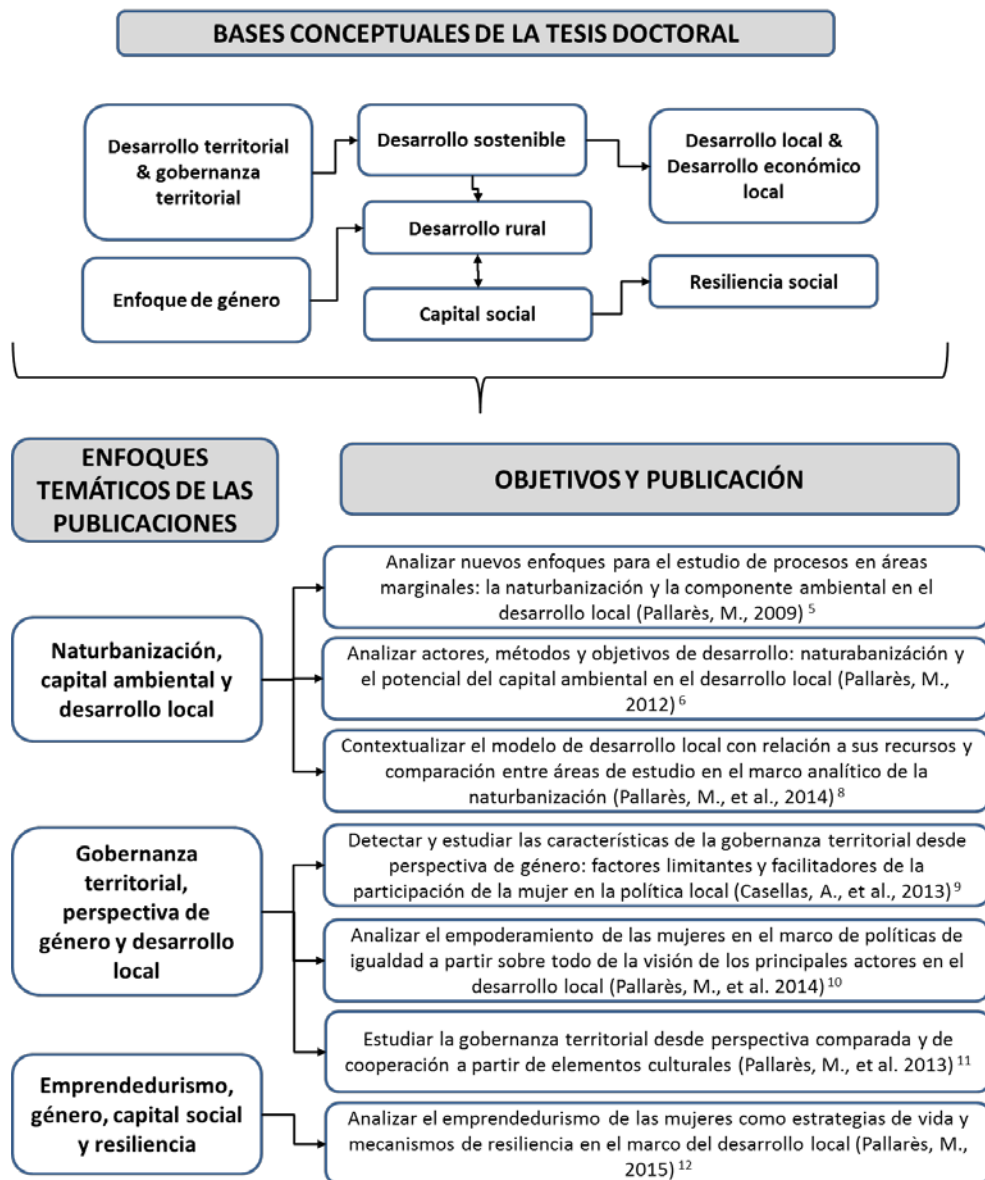 BASES CONCEPTUALES DE LA TESIS DOCTORAL
Desarrollo territorial
& gobernanza
territorial
Desarrollo sostenible
Desarrollo local &
Desarrollo económico
local
Desarrollo rural
Enfoque de género
Capital social
Resiliencia social
ENFOQUES
TEMÁTICOS DE LAS
PUBLICACIONES
OBJETIVOS Y PUBLICACIÓN
Naturbanización,
capital ambiental y
desarrollo local
Analizar nuevos enfoques para el estudio de procesos en áreas
marginales: la naturbanización y la componente ambiental en el
desarrollo local (Pallarès, M., 2009) 5
Analizar actores, métodos y objetivos de desarrollo: naturabanizáción y
el potencial del capital ambiental en el desarrollo local (Pallarès, M.,
2012) 6
Contextualizar el modelo de desarrollo local con relación a sus recursos y
comparación entre áreas de estudio en el marco analítico de la
naturbanización (Pallarès, M., et al., 2014) 8
Gobernanza
territorial,
perspectiva de
género y desarrollo
local
Detectar y estudiar las características de la gobernanza territorial desde
perspectiva de género: factores limitantes y facilitadores de la
participación de la mujer en la política local (Casellas, A., et al., 2013) 9
Analizar el empoderamiento de las mujeres en el marco de políticas de
igualdad a partir sobre todo de la visión de los principales actores en el
desarrollo local (Pallarès, M., et al. 2014) 10
Estudiar la gobernanza territorial desde perspectiva comparada y de
cooperación a partir de elementos culturales (Pallarès, M., et al. 2013) 11
Emprendedurismo,
género, capital social
y resiliencia
Analizar el emprendedurismo de las mujeres como estrategias de vida y
mecanismos de resiliencia en el marco del desarrollo local (Pallarès, M.,
2015) 12